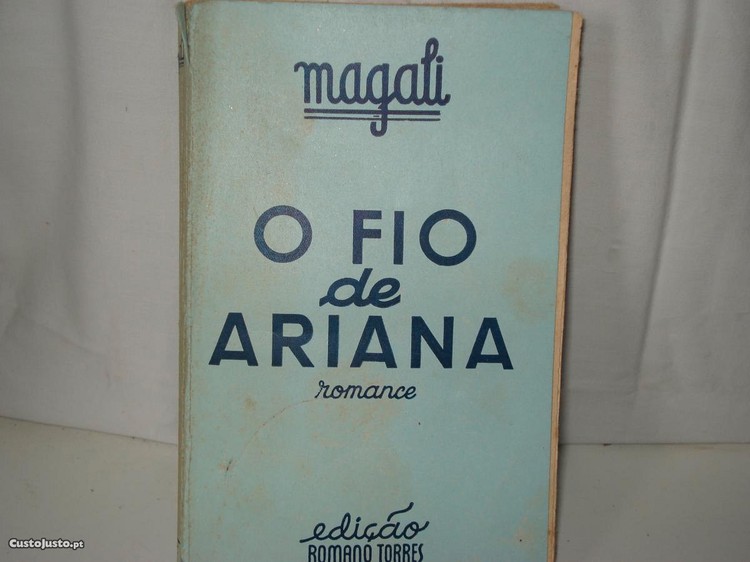 magali
O FIO
de
ARIANA
romance
edição
ROMANO TORRES
CustoJusto.pt